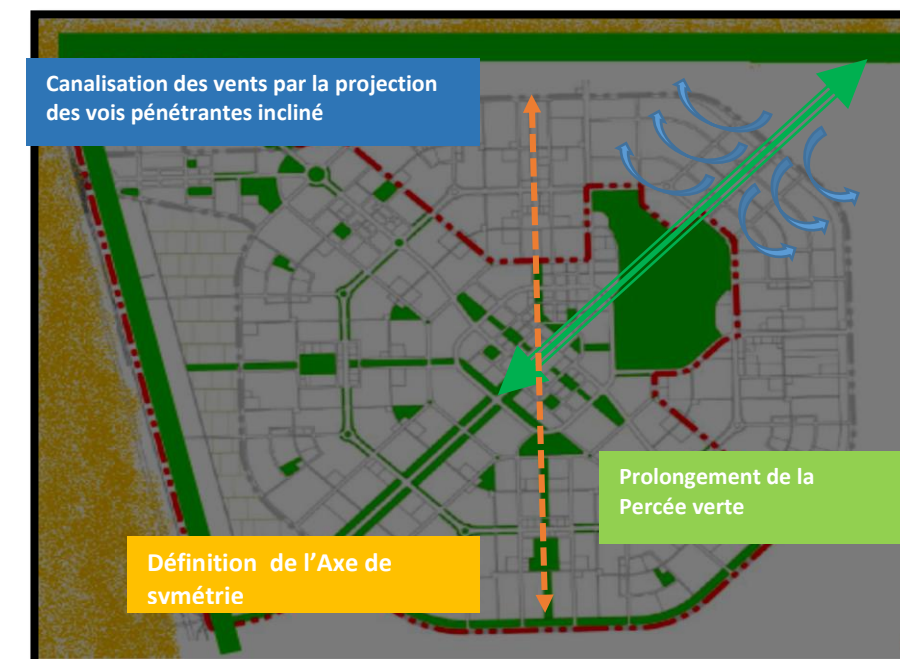 Canalisation des vents par la projection
des vois pénétrantes incliné
Prolongement de la
Percée verte
Définition de l’Axe de
symétrie